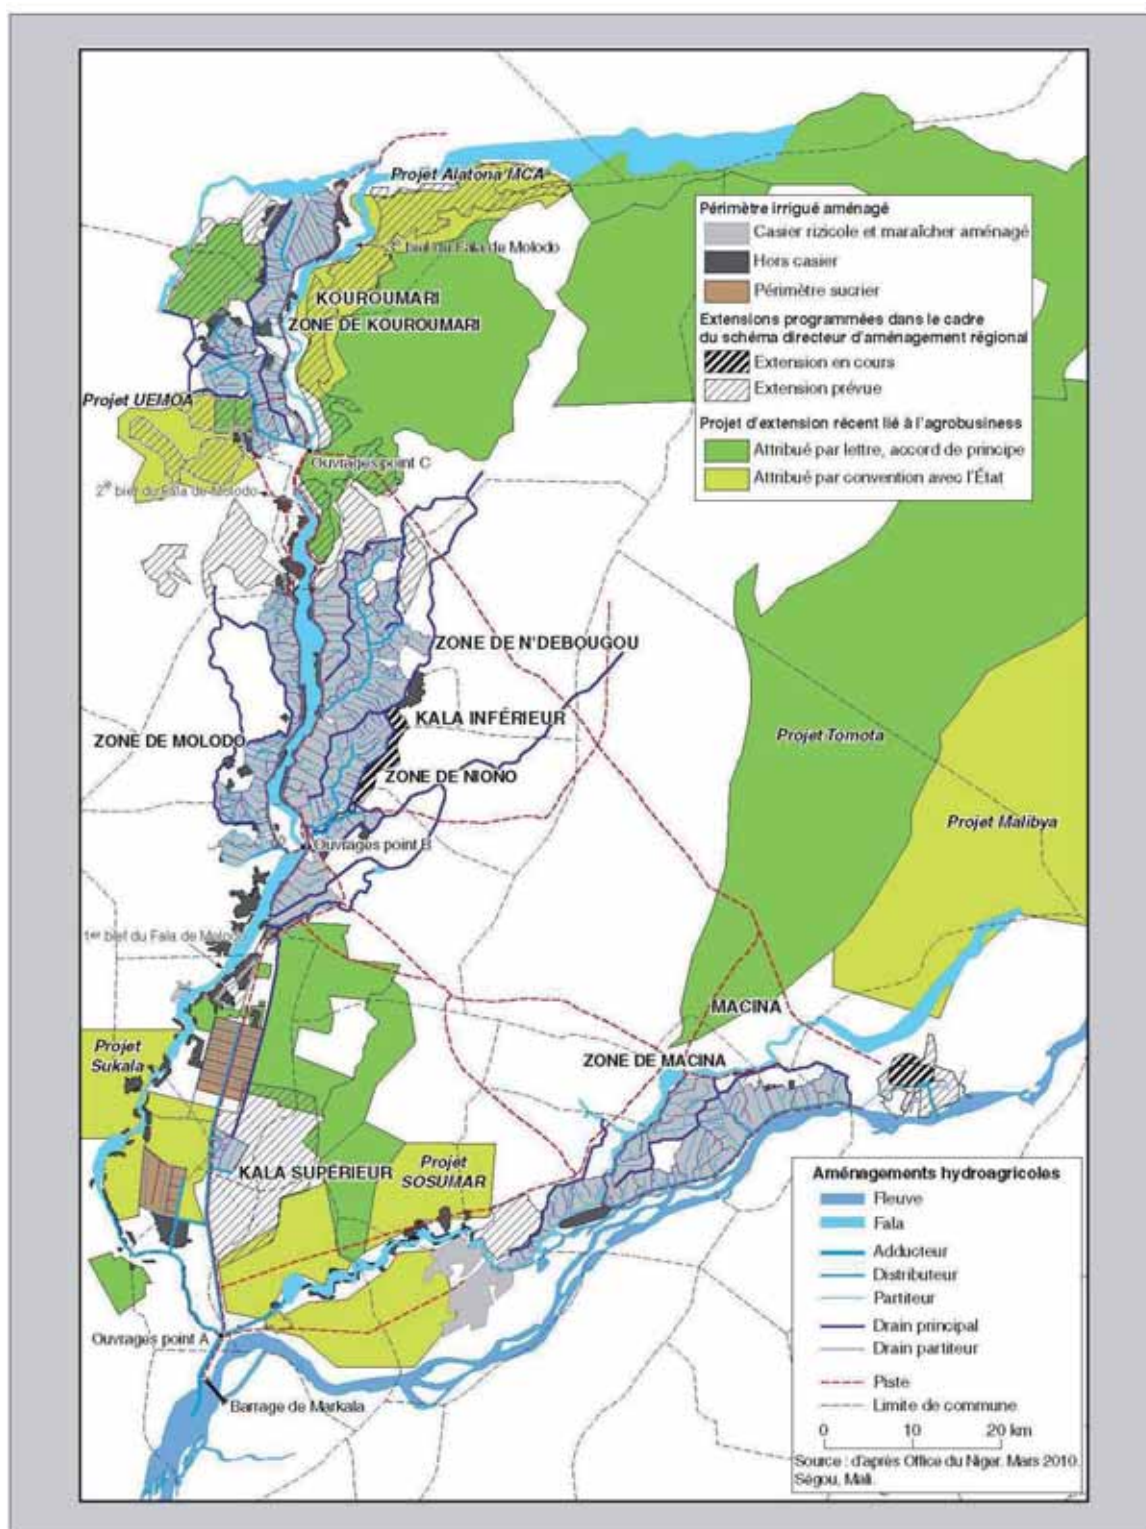 Projet Alatona MCA
3e bief du Fala de Molodo
KOUROUMARI
ZONE DE KOUROUMARI
Projet UEMOA
Ouvrages point C
2e bief du Fala de Molodo
ZONE DE N'DEBOUGOU
KALA INFÉRIEUR
ZONE DE MOLODO
ZONE DE NIONO
Ouvrages point B
1er bief du Fala de Molodo
Projet Tomota
Projet Malibya
MACINA
ZONE DE MACINA
Projet
Sukala
KALA SUPÉRIEUR
Projet
SOSUMAR
Ouvrages point A
Barrage de Markala
Périmètre irrigué aménagé
Casier rizicole et maraîcher aménagé
Hors casier
Périmètre sucrier
Extensions programmées dans le cadre
du schéma directeur d'aménagement régional
Extension en cours
Extension prévue
Projet d'extension récent lié à l'agrobusiness
Attribué par lettre, accord de principe
Attribué par convention avec l'État
Aménagements hydroagricoles
Fleuve
Fala
Adducteur
Distributeur
Partiteur
Drain principal
Drain partiteur
Piste
Limite de commune
0 10 20 km
Source : d'après Office du Niger. Mars 2010.
Ségou, Mali.